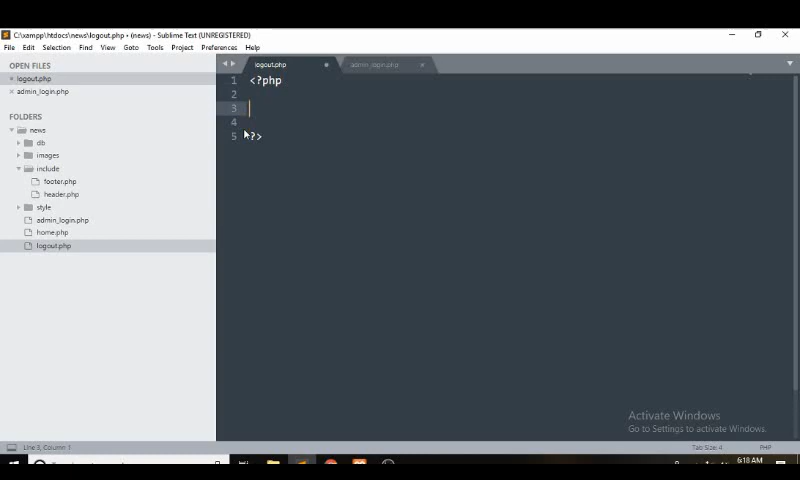 C:\xampp\htdocs\news\logout.php • (news) - Sublime Text (UNREGISTERED)
File Edit Selection Find View Goto Tools Project Preferences Help
OPEN FILES
logout.php
× admin_login.php
FOLDERS
news
db
images
include
footer.php
header.php
style
admin_login.php
home.php
logout.php
logout.php
admin_login.php ×
1 <?php
2
3
4
5 ?>
Activate Windows
Go to Settings to activate Windows.
Line 3, Column 1
Tab Size: 4
PHP
6:18 AM